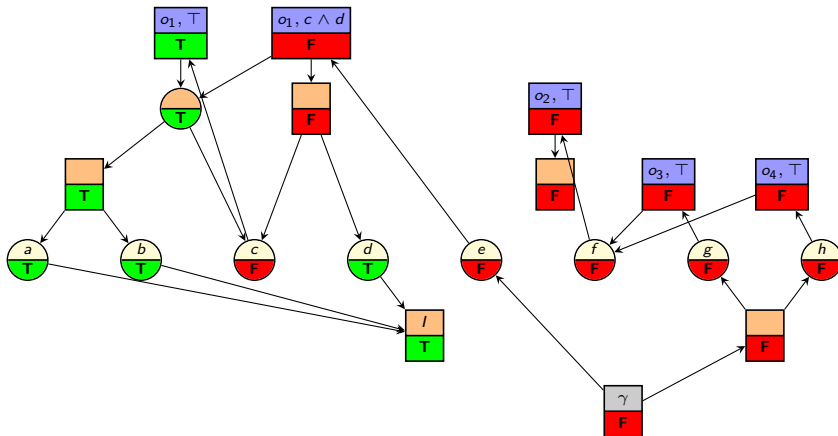 o₁, ⊤
T
o₁, c ∧ d
F
T
F
o₂, ⊤
F
T
F
o₃, ⊤
F
o₄, ⊤
F
a
T
b
T
c
F
d
T
e
F
f
F
g
F
h
F
I
T
F
γ
F